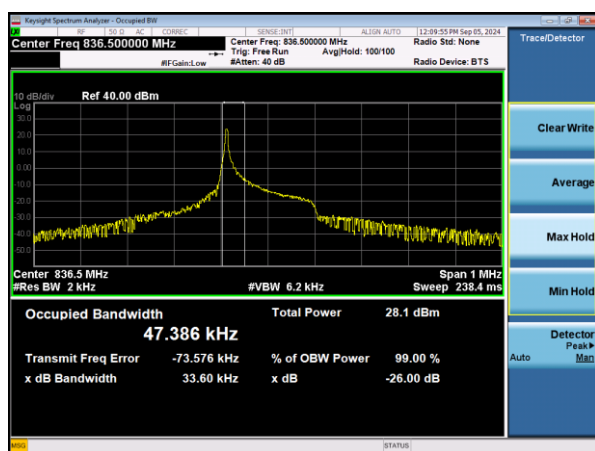 Keysight Spectrum Analyzer - Occupied BW
RF 50 Ω AC CORREC SENSE:INT ALIGN AUTO 12:09:55 PM Sep 05, 2024
Center Freq 836.500000 MHz
Center Freq: 836.500000 MHz Radio Std: None
Trig: Free Run Avg|Hold: 100/100
#IFGain:Low #Atten: 40 dB Radio Device: BTS
Trace/Detector
10 dB/div Ref 40.00 dBm
Log
30.0
20.0
10.0
0.00
-10.0
-20.0
-30.0
-40.0
-50.0
Clear Write
Average
Max Hold
Min Hold
Detector
Peak▶
Auto Man
Center 836.5 MHz Span 1 MHz
#Res BW 2 kHz #VBW 6.2 kHz Sweep 238.4 ms
Occupied Bandwidth Total Power 28.1 dBm
47.386 kHz
Transmit Freq Error -73.576 kHz % of OBW Power 99.00 %
x dB Bandwidth 33.60 kHz x dB -26.00 dB
MSG STATUS